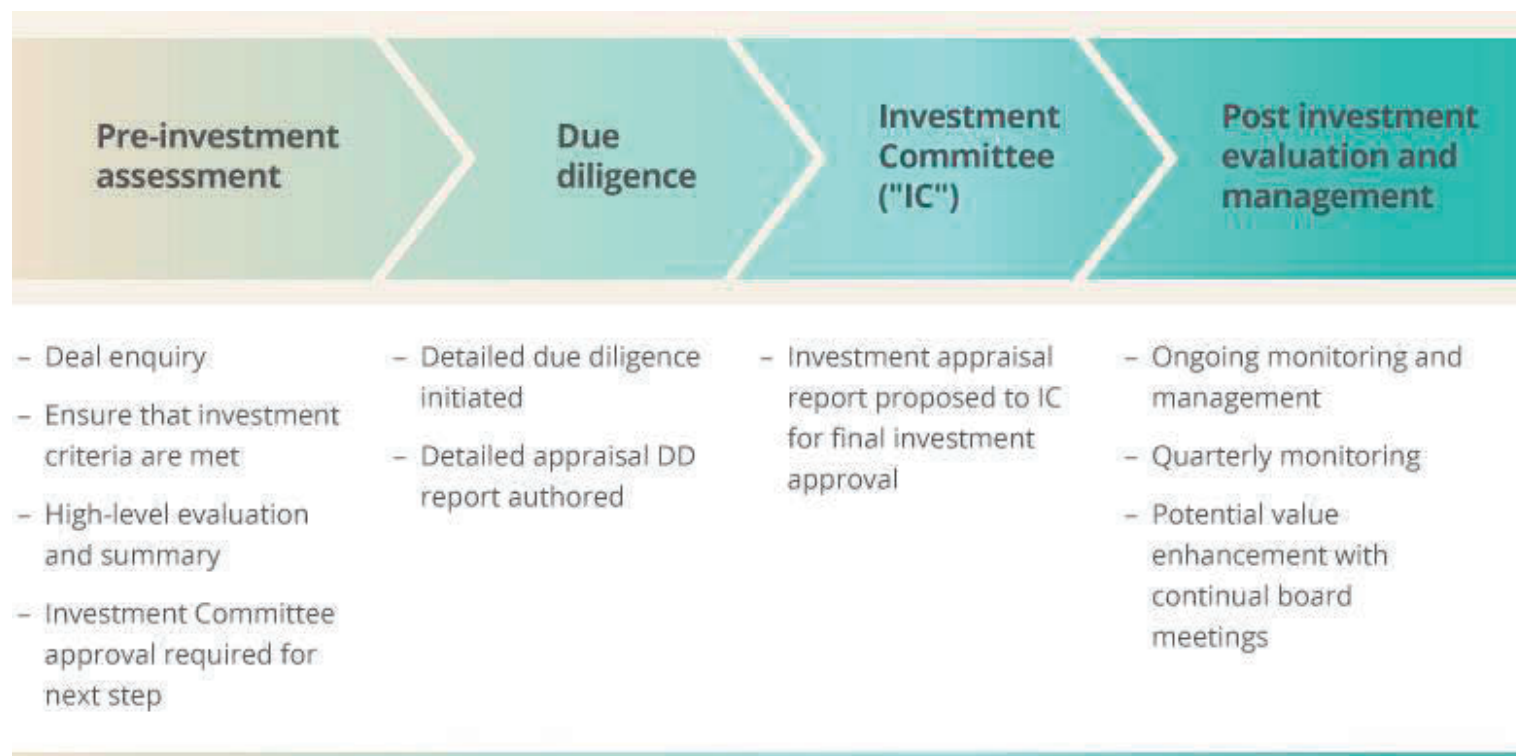 Pre-investment
assessment
Due
diligence
Investment
Committee
("IC")
Post investment
evaluation and
management
– Deal enquiry
– Ensure that investment
criteria are met
– High-level evaluation
and summary
– Investment Committee
approval required for
next step
– Detailed due diligence
initiated
– Detailed appraisal DD
report authored
– Investment appraisal
report proposed to IC
for final investment
approval
– Ongoing monitoring and
management
– Quarterly monitoring
– Potential value
enhancement with
continual board
meetings